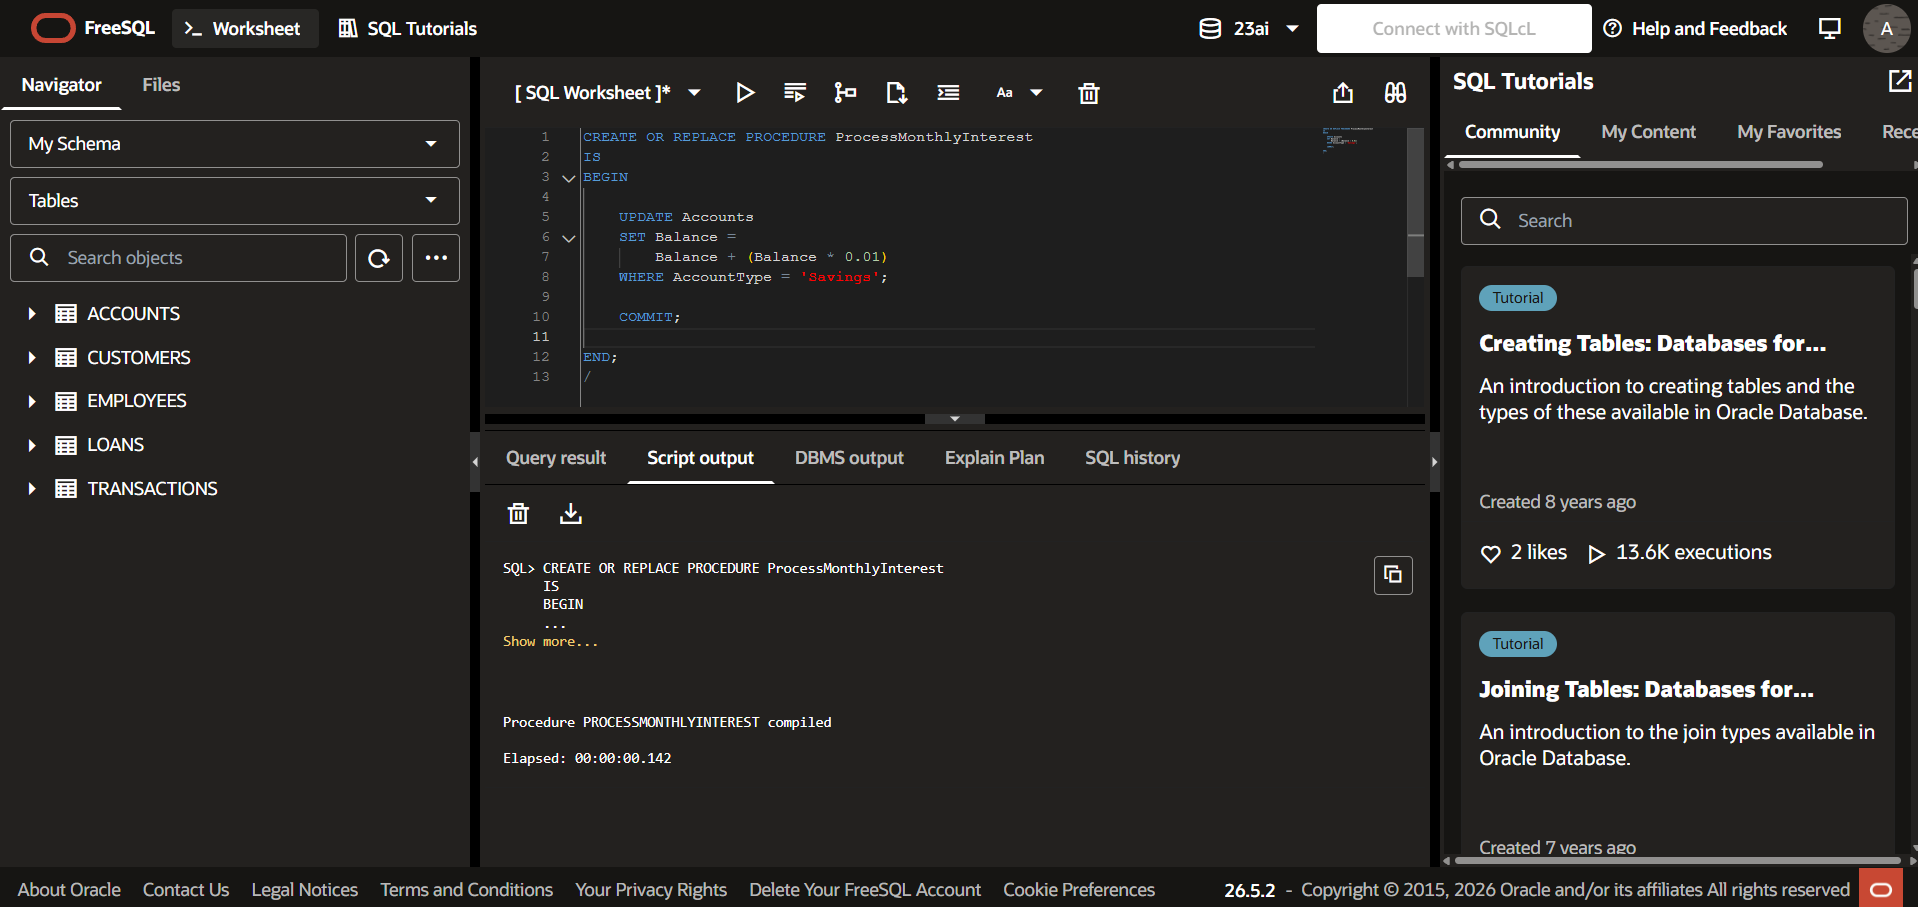 FreeSQL
Worksheet
SQL Tutorials
23ai
Connect with SQLcL
Help and Feedback
A
Navigator
Files
My Schema
Tables
Search objects
ACCOUNTS
CUSTOMERS
EMPLOYEES
LOANS
TRANSACTIONS
[ SQL Worksheet ]*
Aa
1 CREATE OR REPLACE PROCEDURE ProcessMonthlyInterest
2 IS
3 BEGIN
4
5 UPDATE Accounts
6 SET Balance =
7 Balance + (Balance * 0.01)
8 WHERE AccountType = 'Savings';
9
10 COMMIT;
11
12 END;
13 /
Query result
Script output
DBMS output
Explain Plan
SQL history
SQL> CREATE OR REPLACE PROCEDURE ProcessMonthlyInterest
IS
BEGIN
...
Show more...
Procedure PROCESSMONTHLYINTEREST compiled
Elapsed: 00:00:00.142
SQL Tutorials
Community
My Content
My Favorites
Rece
Search
Tutorial
Creating Tables: Databases for...
An introduction to creating tables and the
types of these available in Oracle Database.
Created 8 years ago
2 likes
13.6K executions
Tutorial
Joining Tables: Databases for...
An introduction to the join types available in
Oracle Database.
Created 7 years ago
About Oracle
Contact Us
Legal Notices
Terms and Conditions
Your Privacy Rights
Delete Your FreeSQL Account
Cookie Preferences
26.5.2 - Copyright © 2015, 2026 Oracle and/or its affiliates All rights reserved